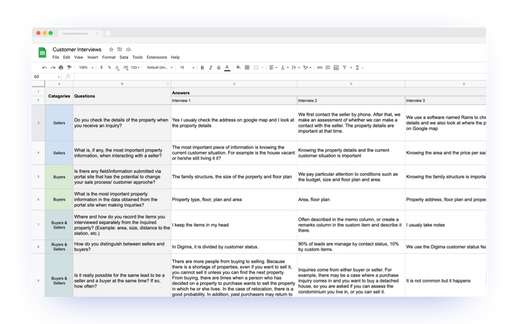 Customer Interviews
File Edit View Insert Format Data Tools Extensions Help
100%
Default (Ari...
10
G3
A B C D E
Categories Questions Answers
Interview 1 Interview 2 Interview 3
Sellers
Do you check the details of the property when
you receive an inquiry?
Yes I usually check the address on google map and I look at
the property details
We first contact the seller by phone. After that, we
make an assessment of whether we can make a
contact with the seller. The property details are
important at that time.
We use a software named Rains to che
details and we also look at where the p
on Google map
Sellers
What is, if any, the most important property
information, when interacting with a seller?
The most important piece of information is knowing the
current customer situation. For example is the house vacant
or he/she still living it it?
Knowing the property details and the current
customer situation is important
Knowing the area and the price per sq
Buyers
Is there any field/information submitted via
portal site that has the potential to change
your sale process/ customer approche?
The family structure, the size of the porperty and floor plan
We pay particular attention to conditions such as
the budget, size and floor plan and area.
Knowing the family structure is importa
Buyers
What is the most important property
information in the data obtained from the
portal site when making inquiries?
Property type, floor plan, and area
Area, floor plan
Property address, floor plan and proper
Buyers &
Sellers
Where and how do you record the items you
interviewed separately from the inquired
property? (Example: area, size, distance to the
station, etc.)
I keep the items in my head
Often described in the memo column, or create a
remarks column in the custom item and describe it
there.
I usually take notes
Buyers &
Sellers
How do you distinguish between sellers and
buyers?
In Digima, it is divided by customer status.
90% of leads are manage by contact status, 10%
by custom items.
We use the Digima customer status fea
Buyers &
Sellers
Is it really possible for the same lead to be a
seller and a buyer at the same time? If so,
how often?
There are more people from buying to selling. Because
there is a shortage of properties, even if you want to sell it,
you cannot sell it unless you can find the next property.
From buying, there are times when a person who has
decided on a property to purchase wants to sell the property
in which he or she lives. In the case of relocation, there is a
good probability. In addition, past purchasers may return to
Inquiries come from either buyer or seller. For
example, there may be a case where a purchase
inquiry comes in and you want to buy a detached
house, so you are asked if you can assess the
condominium you live in, or you can sell it.
It is not common but it happens